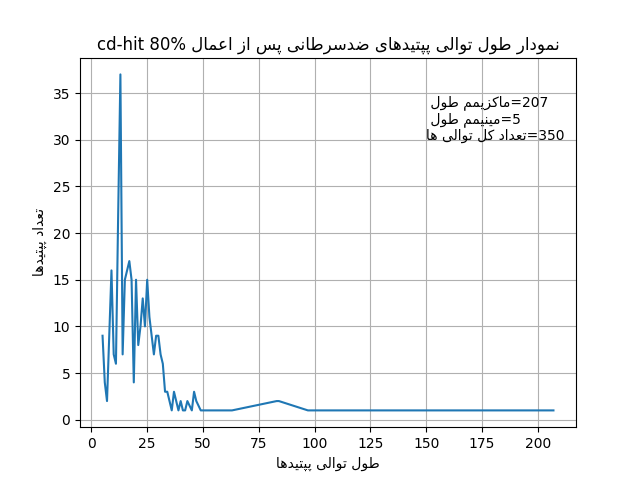 نمودار طول توالی پپتیدهای ضدسرطانی پس از اعمال cd-hit 80%
ماکزیمم طول=207
مینیمم طول=5
تعداد کل توالی ها=350
تعداد پپتیدها
35
30
25
20
15
10
5
0
0 25 50 75 100 125 150 175 200
طول توالی پپتیدها